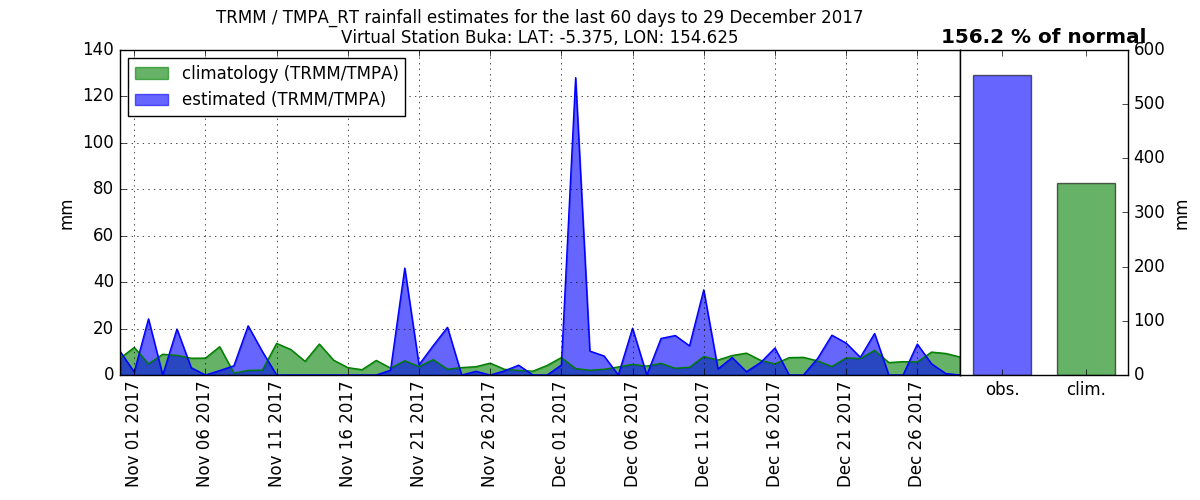 TRMM / TMPA_RT rainfall estimates for the last 60 days to 29 December 2017
Virtual Station Buka: LAT: -5.375, LON: 154.625
156.2 % of normal
climatology (TRMM/TMPA)
estimated (TRMM/TMPA)
140
120
100
80
60
40
20
0
mm
600
500
400
300
200
100
0
mm
Nov 01 2017
Nov 06 2017
Nov 11 2017
Nov 16 2017
Nov 21 2017
Nov 26 2017
Dec 01 2017
Dec 06 2017
Dec 11 2017
Dec 16 2017
Dec 21 2017
Dec 26 2017
obs.
clim.